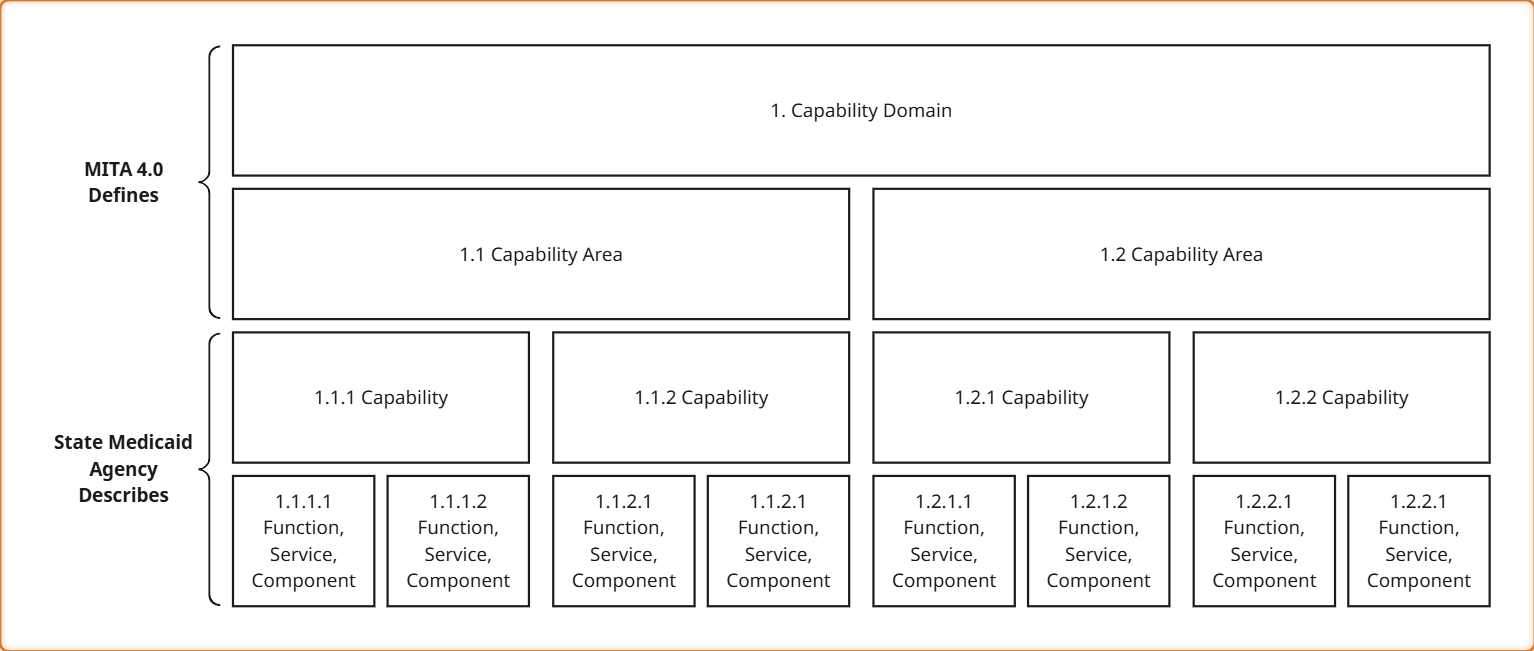 1. Capability Domain
MITA 4.0
Defines
1.1 Capability Area
1.2 Capability Area
1.1.1 Capability
1.1.2 Capability
1.2.1 Capability
1.2.2 Capability
State Medicaid
Agency
Describes
1.1.1.1
Function,
Service,
Component
1.1.1.2
Function,
Service,
Component
1.1.2.1
Function,
Service,
Component
1.1.2.1
Function,
Service,
Component
1.2.1.1
Function,
Service,
Component
1.2.1.2
Function,
Service,
Component
1.2.2.1
Function,
Service,
Component
1.2.2.1
Function,
Service,
Component